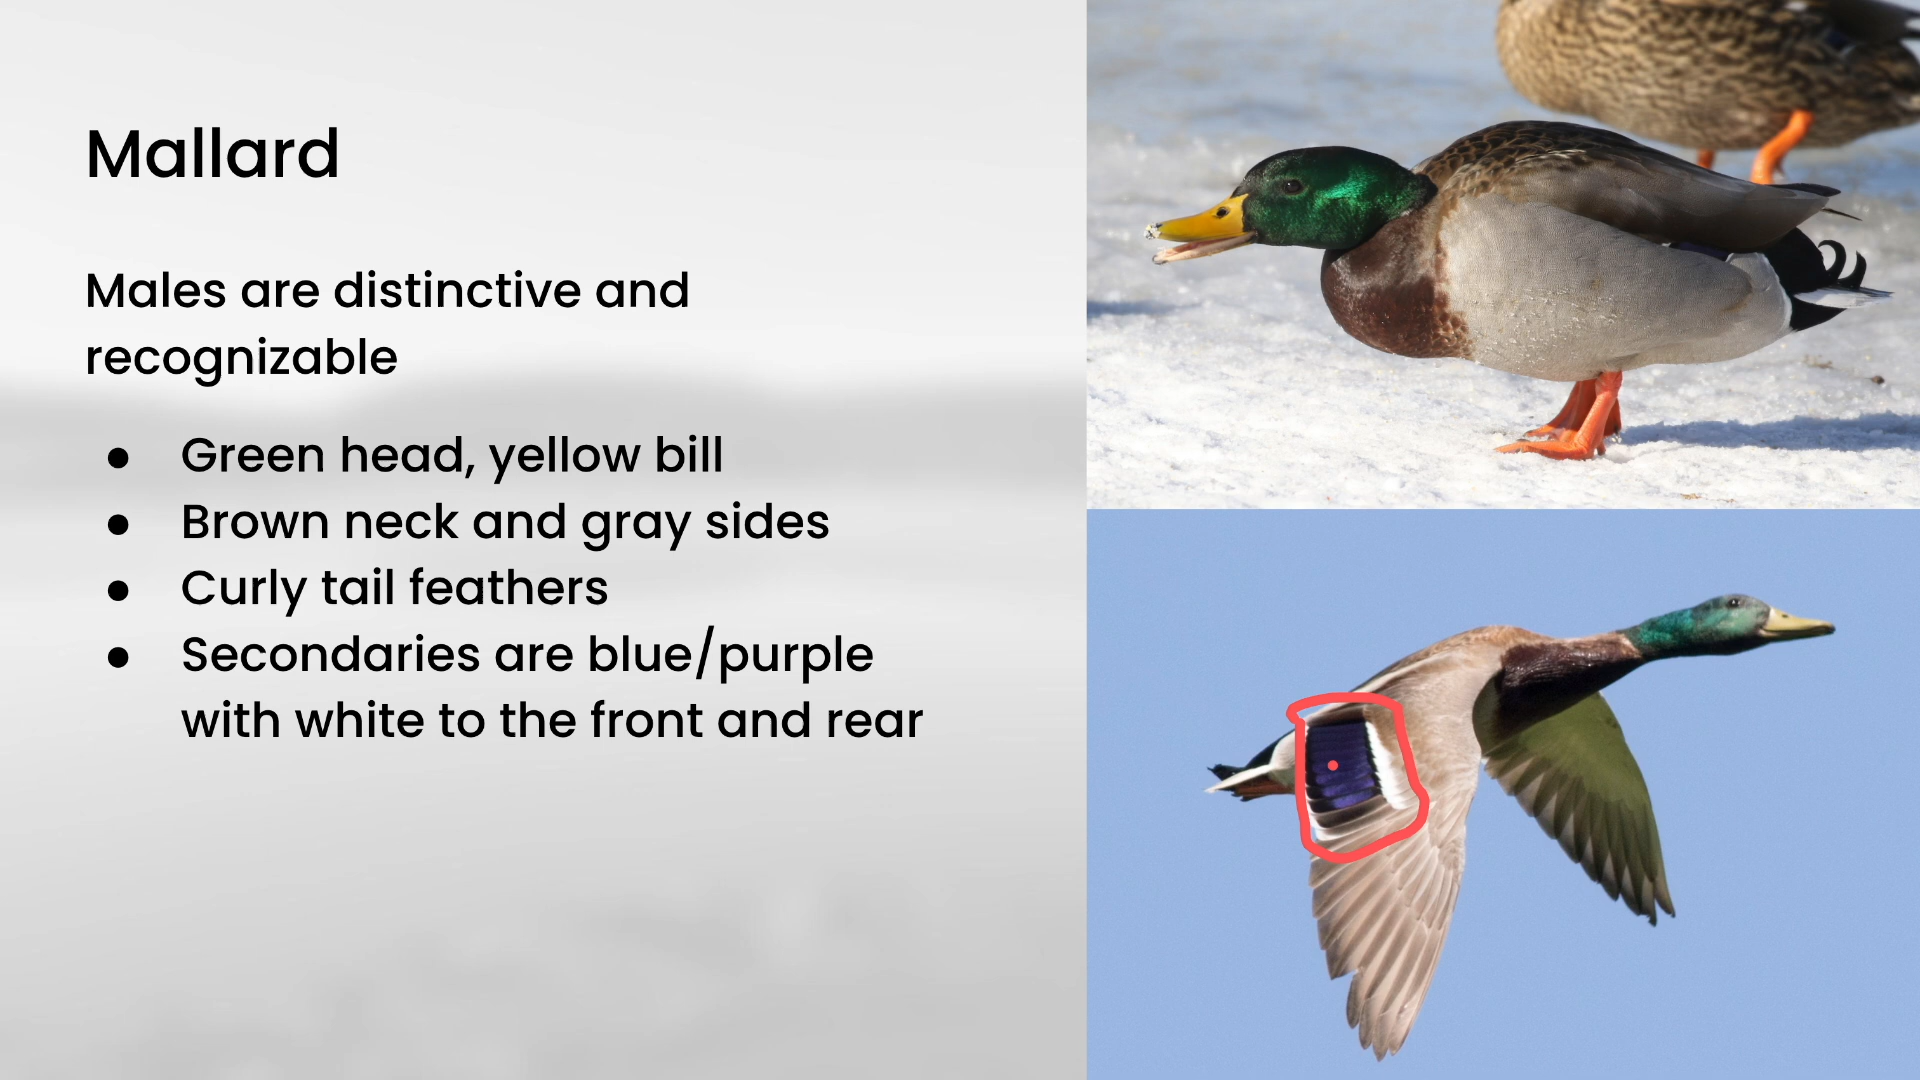 Mallard
Males are distinctive and
recognizable
● Green head, yellow bill
● Brown neck and gray sides
● Curly tail feathers
● Secondaries are blue/purple
with white to the front and rear